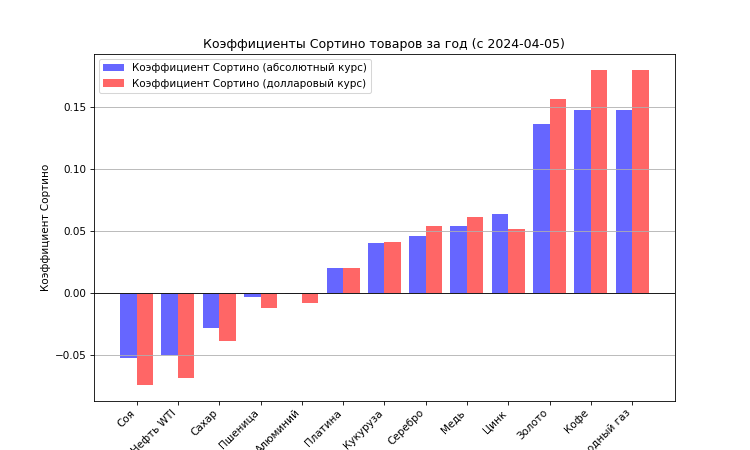 Коэффициенты Сортино товаров за год (с 2024-04-05)
Коэффициент Сортино (абсолютный курс)
Коэффициент Сортино (долларовый курс)
Коэффициент Сортино
0.15
0.10
0.05
0.00
−0.05
Соя
Нефть WTI
Сахар
Пшеница
Алюминий
Платина
Кукуруза
Серебро
Медь
Цинк
Золото
Кофе
газ